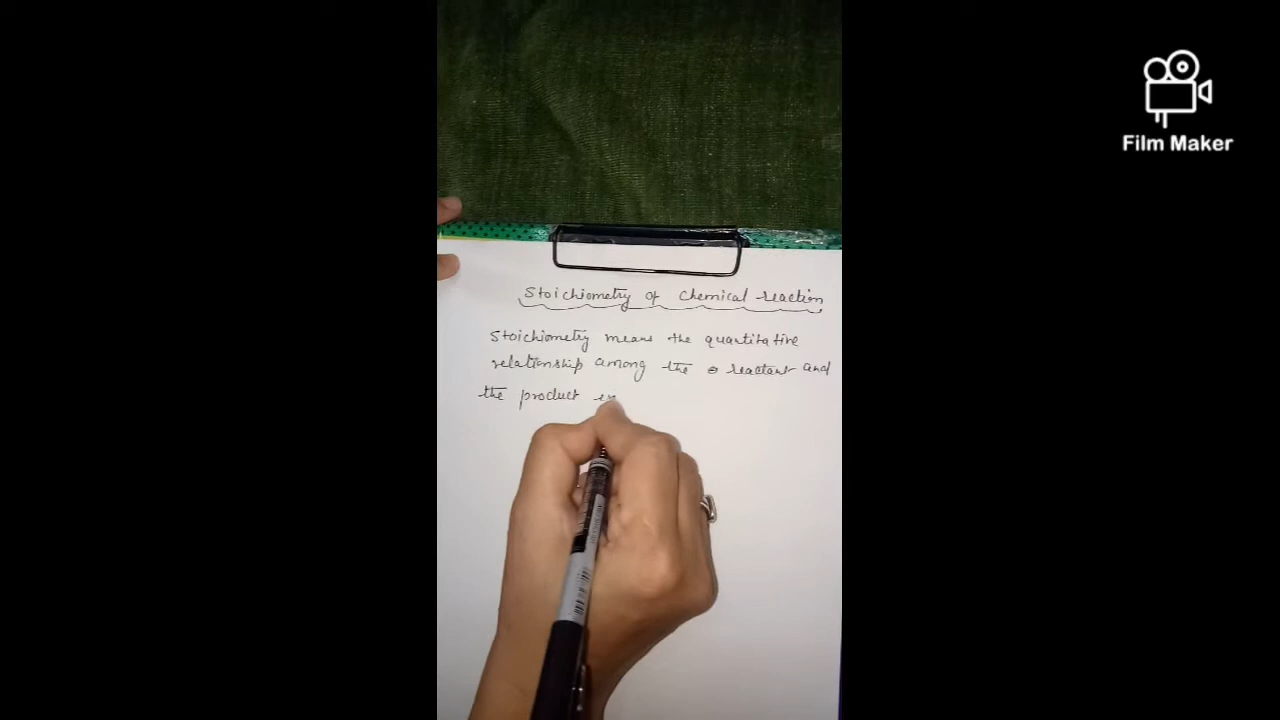 Film Maker
Stoichiometry of Chemical reaction
Stoichiometry means the quantitative
relationship among the reactant and
the product